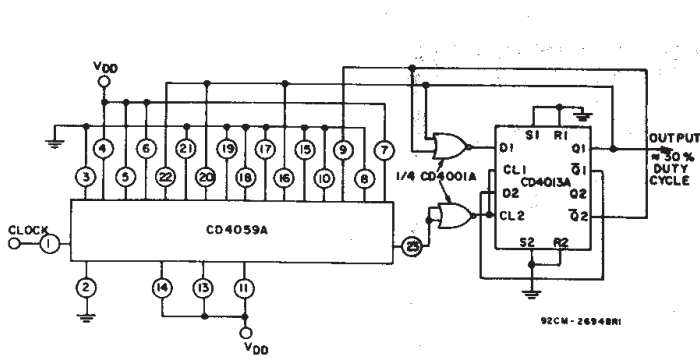 VDD
4 5 6 22 21 20 19 18 17 16 15 10 9 8 7
3
CD4059A
CLOCK 1
2 14 13 11
VDD
25
1/4 CD4001A
S1 R1
D1 Q1
CL1 Q̅1
CD4013A
D2 Q2
CL2 Q̅2
S2 R2
OUTPUT
≈ 30%
DUTY
CYCLE
92CM-26948R1